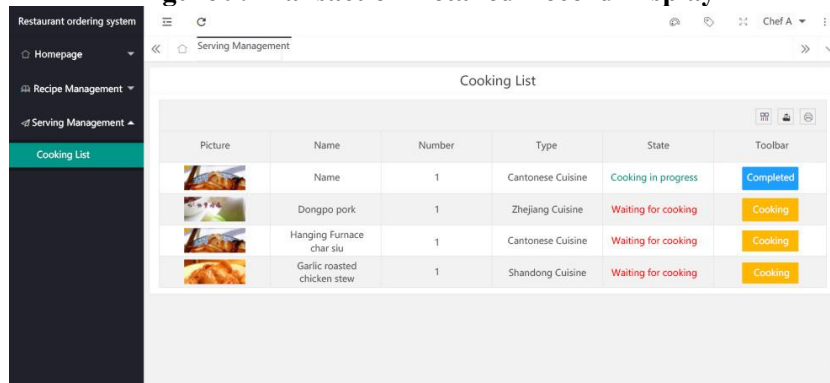 Restaurant ordering system
Chef A
Homepage
Serving Management
Recipe Management
Serving Management
Cooking List
Cooking List
Picture Name Number Type State Toolbar
Name 1 Cantonese Cuisine Cooking in progress Completed
Dongpo pork 1 Zhejiang Cuisine Waiting for cooking Cooking
Hanging Furnace
char siu 1 Cantonese Cuisine Waiting for cooking Cooking
Garlic roasted
chicken stew 1 Shandong Cuisine Waiting for cooking Cooking